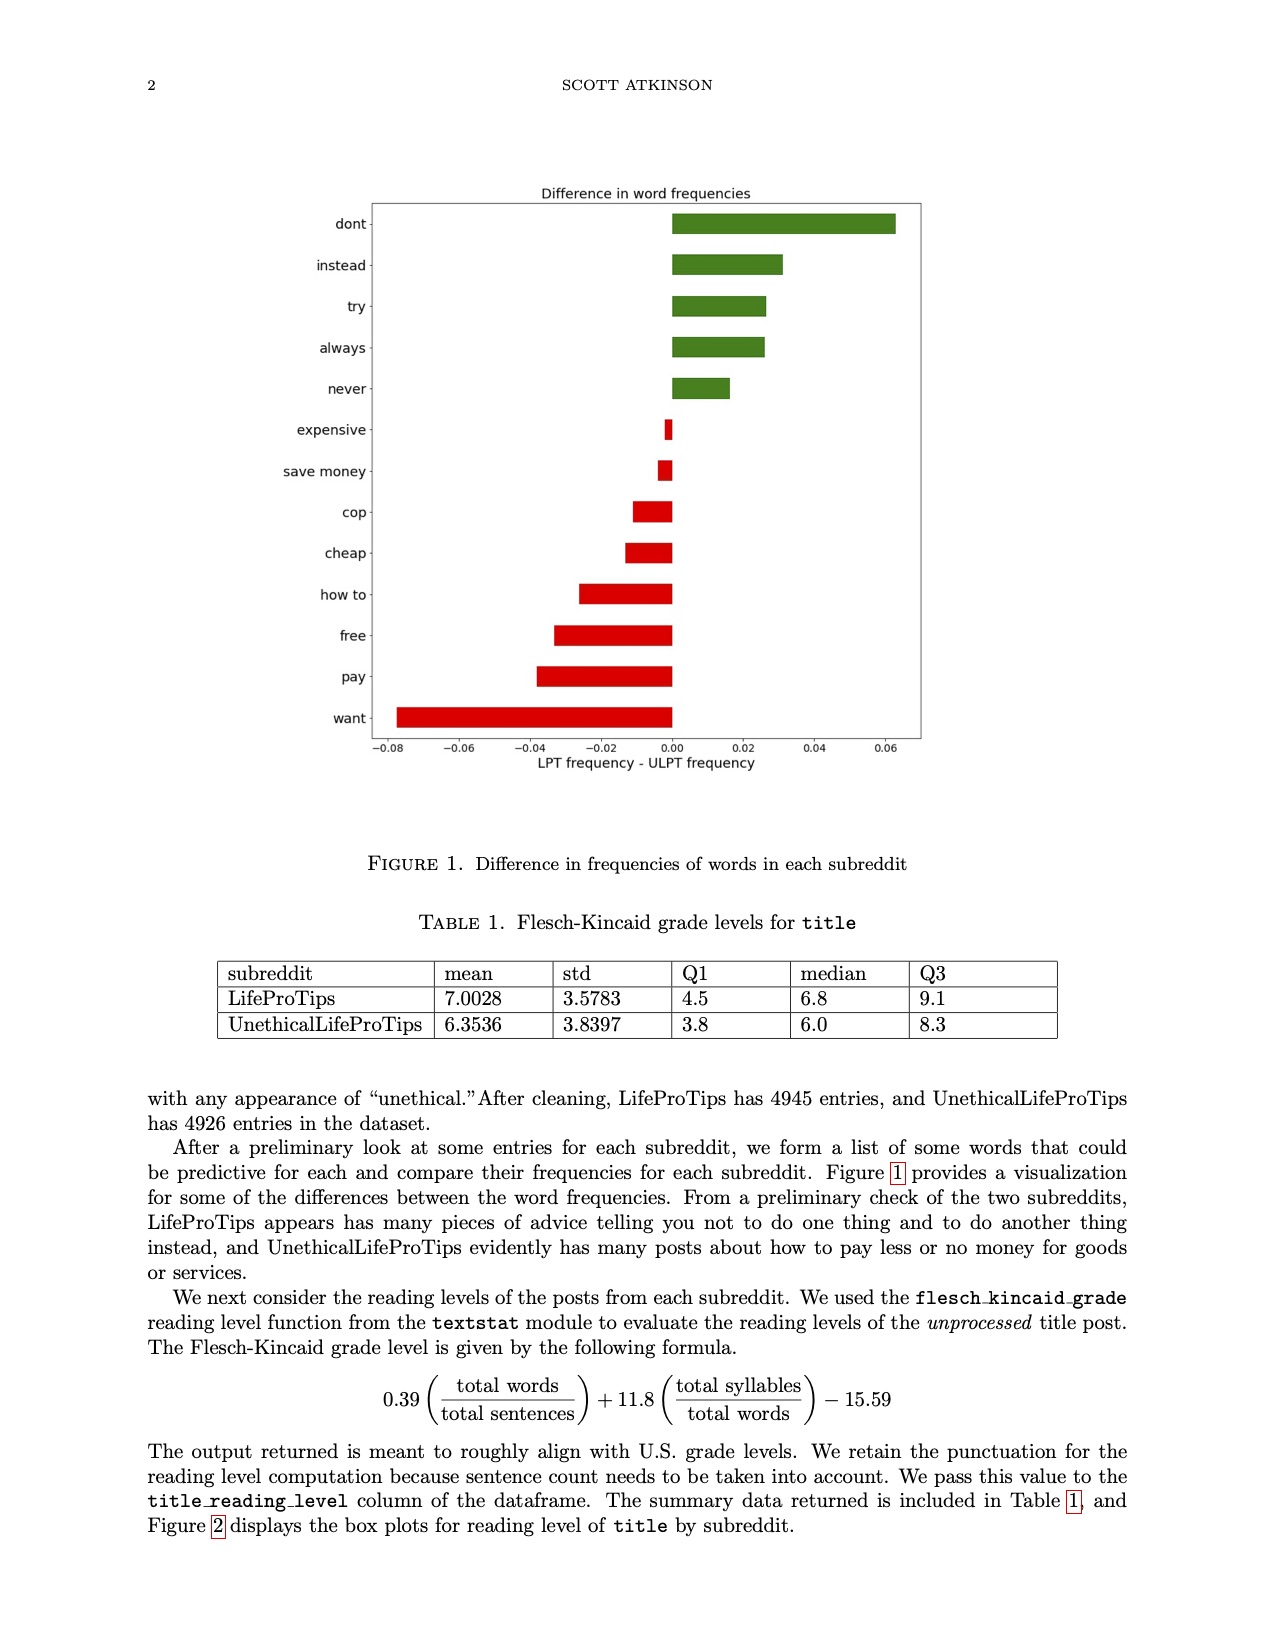 2
SCOTT ATKINSON
Difference in word frequencies
dont
instead
try
always
never
expensive
save money
cop
cheap
how to
free
pay
want
−0.08 −0.06 −0.04 −0.02 0.00 0.02 0.04 0.06
LPT frequency - ULPT frequency
Figure 1. Difference in frequencies of words in each subreddit
Table 1. Flesch-Kincaid grade levels for title
subreddit mean std Q1 median Q3
LifeProTips 7.0028 3.5783 4.5 6.8 9.1
UnethicalLifeProTips 6.3536 3.8397 3.8 6.0 8.3
with any appearance of “unethical.”After cleaning, LifeProTips has 4945 entries, and UnethicalLifeProTips
has 4926 entries in the dataset.
After a preliminary look at some entries for each subreddit, we form a list of some words that could
be predictive for each and compare their frequencies for each subreddit. Figure 1 provides a visualization
for some of the differences between the word frequencies. From a preliminary check of the two subreddits,
LifeProTips appears has many pieces of advice telling you not to do one thing and to do another thing
instead, and UnethicalLifeProTips evidently has many posts about how to pay less or no money for goods
or services.
We next consider the reading levels of the posts from each subreddit. We used the flesch_kincaid_grade
reading level function from the textstat module to evaluate the reading levels of the unprocessed title post.
The Flesch-Kincaid grade level is given by the following formula.
0.39 (total words / total sentences) + 11.8 (total syllables / total words) − 15.59
The output returned is meant to roughly align with U.S. grade levels. We retain the punctuation for the
reading level computation because sentence count needs to be taken into account. We pass this value to the
title_reading_level column of the dataframe. The summary data returned is included in Table 1, and
Figure 2 displays the box plots for reading level of title by subreddit.